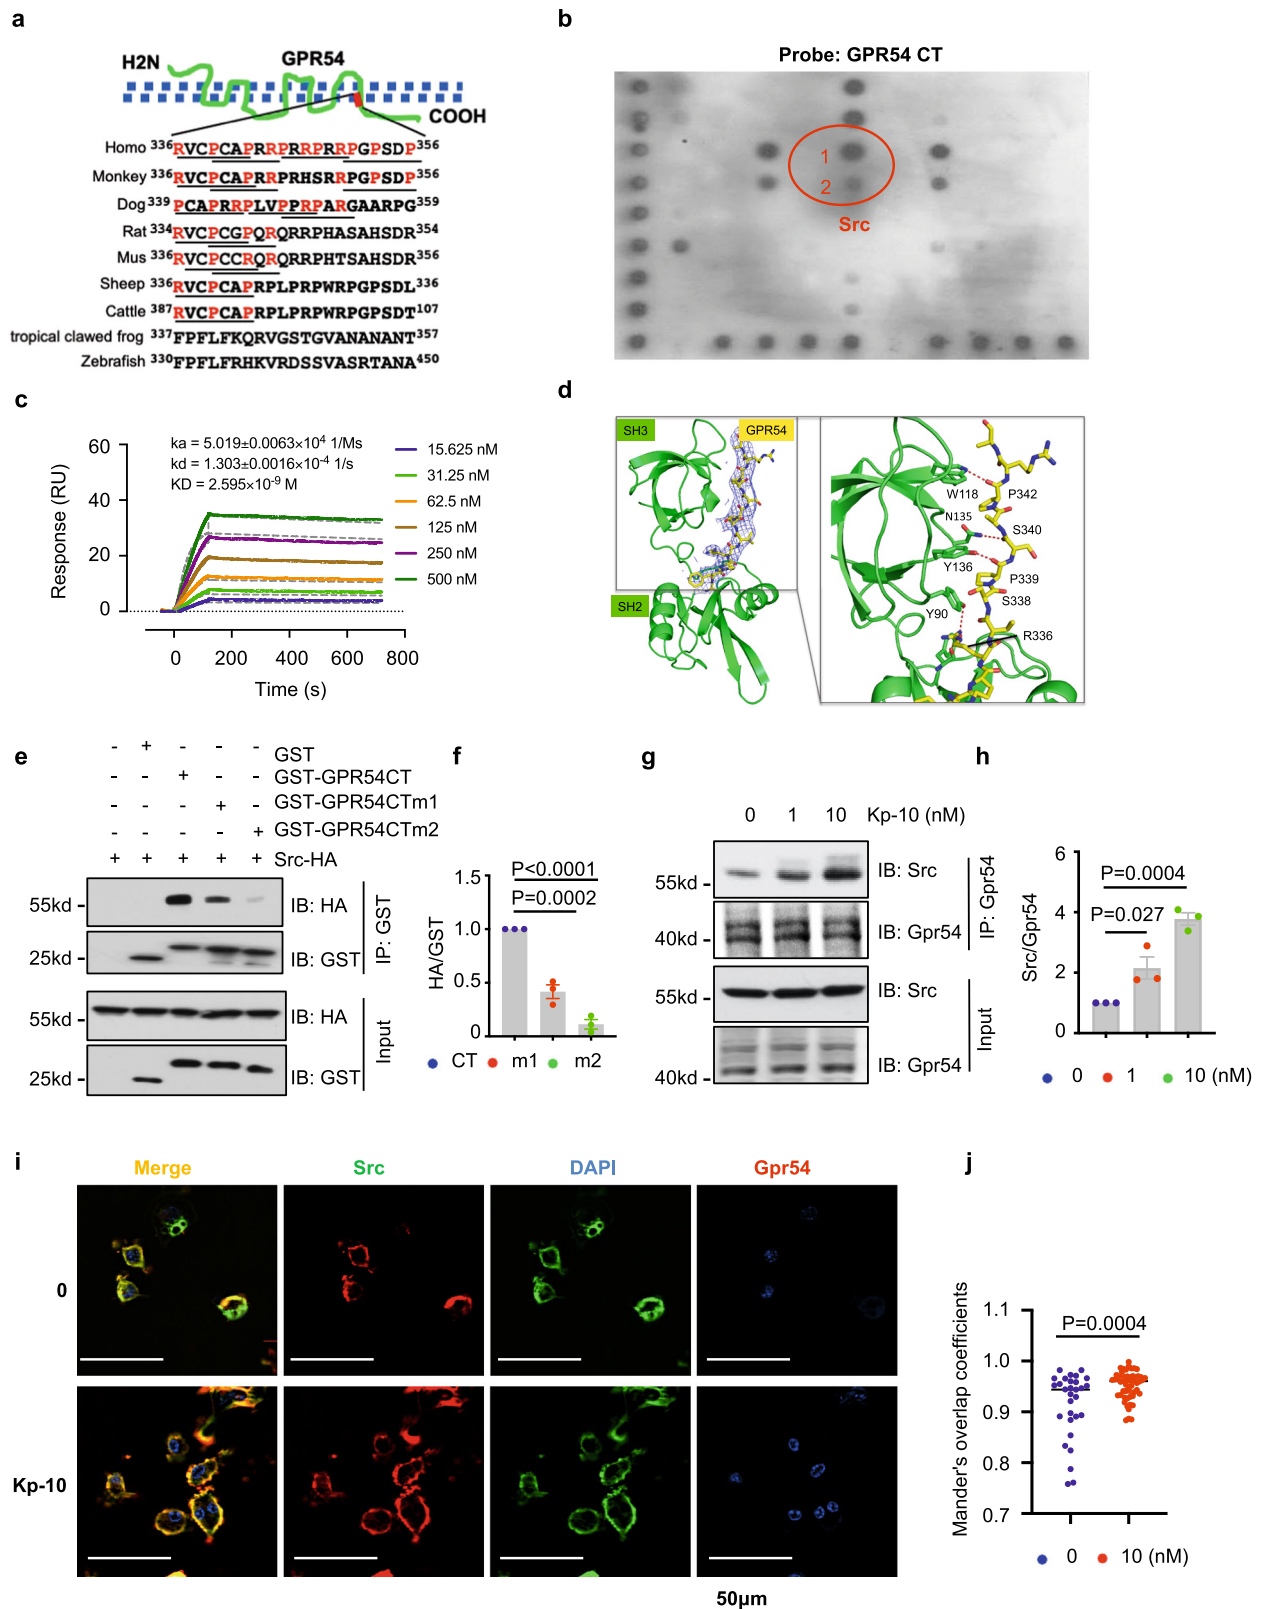 a
H2N
GPR54
COOH
Homo 336RVCPCAPRRPRRPRRPGPSDP356
Monkey 336RVCPCAPRRPRHSRRPGPSDP356
Dog 339PCAPRRPLVPPRPARGAARPG359
Rat 334RVCPCGPQRQRRPHASAHSDR354
Mus 336RVCPCCRQRQRRPHTSAHSDR356
Sheep 336RVCPCAPRPLPRPWRPGPSDL336
Cattle 387RVCPCAPRPLPRPWRPGPSDT107
tropical clawed frog 337FPFLFKQRVGSTGVANANANT357
Zebrafish 330FPFLFRHKVRDSSVASRTANA450
b
Probe: GPR54 CT
1
2
Src
c
ka = 5.019±0.0063×10⁴ 1/Ms
kd = 1.303±0.0016×10⁻⁴ 1/s
KD = 2.595×10⁻⁹ M
Response (RU)
60
40
20
0
0 200 400 600 800
Time (s)
15.625 nM
31.25 nM
62.5 nM
125 nM
250 nM
500 nM
d
SH3
GPR54
SH2
W118
P342
N135
S340
Y136
P339
S338
Y90
R336
e
- + - - - GST
- - + - - GST-GPR54CT
- - - + - GST-GPR54CTm1
- - - - + GST-GPR54CTm2
+ + + + + Src-HA
55kd IB: HA
25kd IB: GST
IP: GST
55kd IB: HA
25kd IB: GST
Input
f
P<0.0001
P=0.0002
HA/GST
1.5
1.0
0.5
0
CT m1 m2
g
0 1 10 Kp-10 (nM)
55kd IB: Src
40kd IB: Gpr54
IP: Gpr54
55kd IB: Src
40kd IB: Gpr54
Input
h
P=0.0004
P=0.027
Src/Gpr54
6
4
2
0
0 1 10 (nM)
i
Merge Src DAPI Gpr54
0
Kp-10
50μm
j
P=0.0004
Mander's overlap coefficients
1.1
1.0
0.9
0.8
0.7
0 10 (nM)